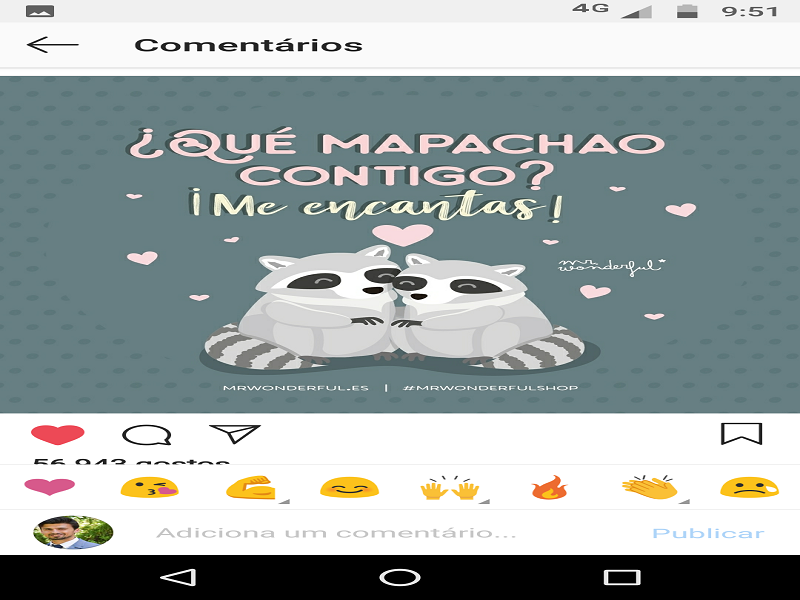 4G 9:51
Comentários
¿QUÉ MAPACHAO
CONTIGO?
¡Me encantas!
mr.
wonderful*
MRWONDERFUL.ES | #MRWONDERFULSHOP
56.943 gostos
Adiciona um comentário... Publicar